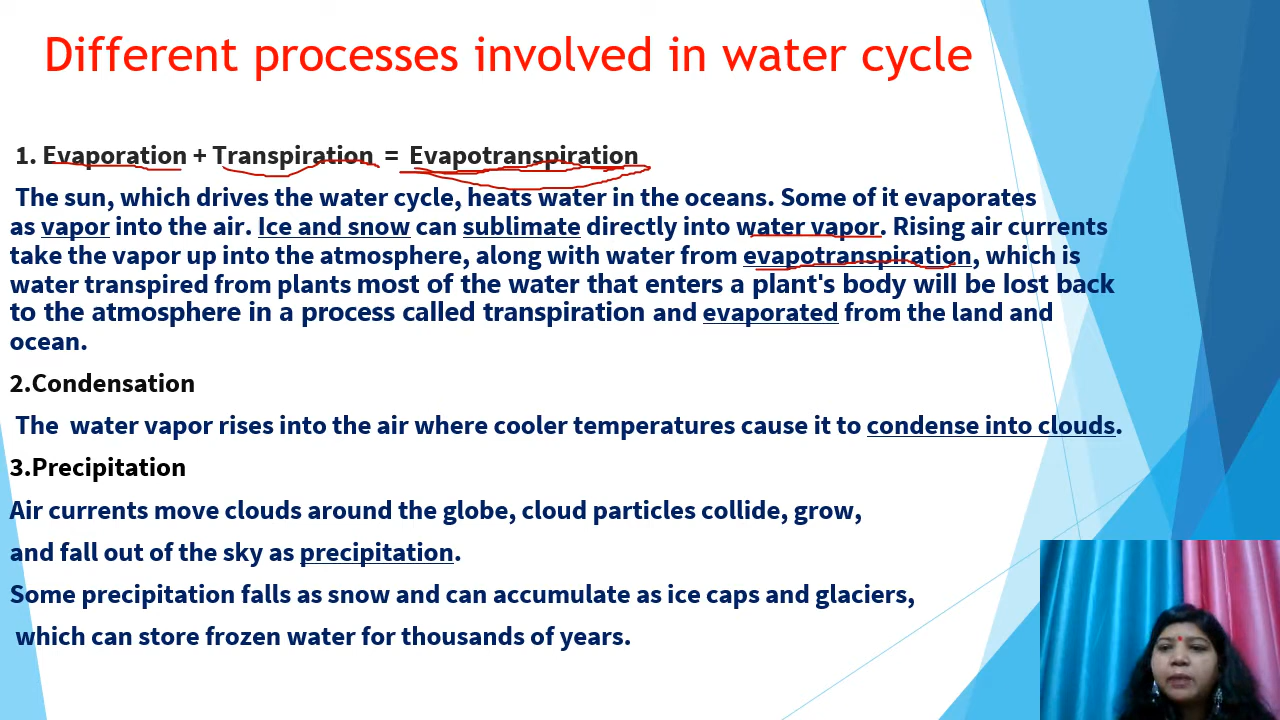 Different processes involved in water cycle
1. Evaporation + Transpiration = Evapotranspiration
The sun, which drives the water cycle, heats water in the oceans. Some of it evaporates
as vapor into the air. Ice and snow can sublimate directly into water vapor. Rising air currents
take the vapor up into the atmosphere, along with water from evapotranspiration, which is
water transpired from plants most of the water that enters a plant's body will be lost back
to the atmosphere in a process called transpiration and evaporated from the land and
ocean.
2.Condensation
The water vapor rises into the air where cooler temperatures cause it to condense into clouds.
3.Precipitation
Air currents move clouds around the globe, cloud particles collide, grow,
and fall out of the sky as precipitation.
Some precipitation falls as snow and can accumulate as ice caps and glaciers,
which can store frozen water for thousands of years.